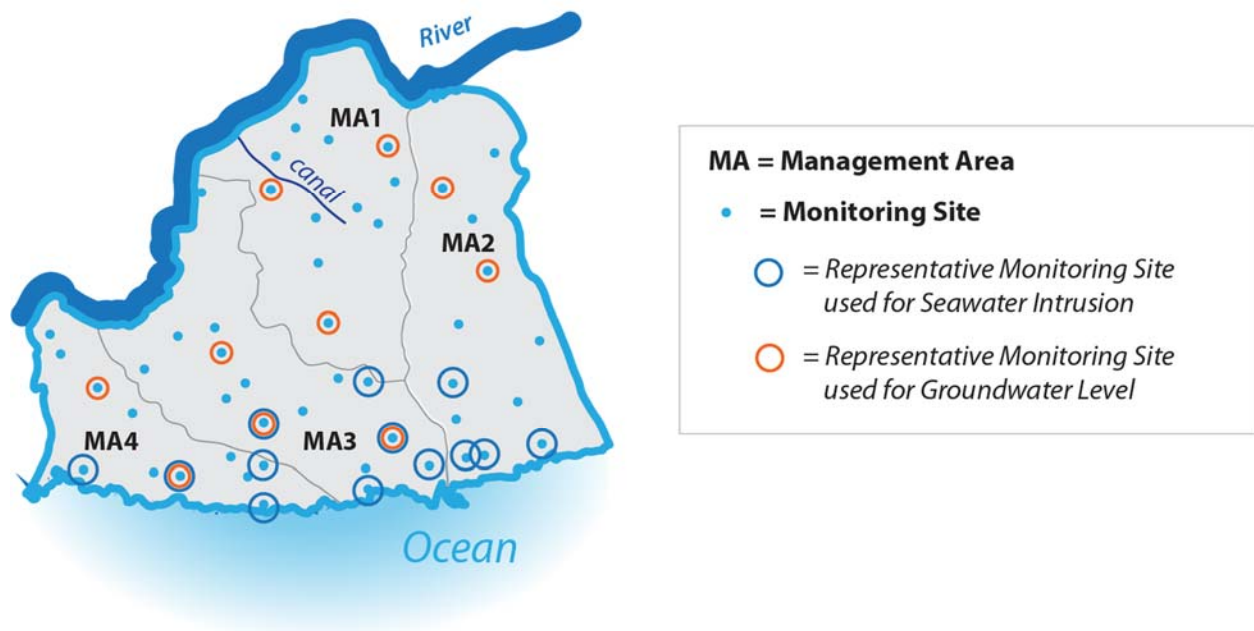 River
MA1
canal
MA2
MA4
MA3
Ocean
MA = Management Area
= Monitoring Site
= Representative Monitoring Site
used for Seawater Intrusion
= Representative Monitoring Site
used for Groundwater Level